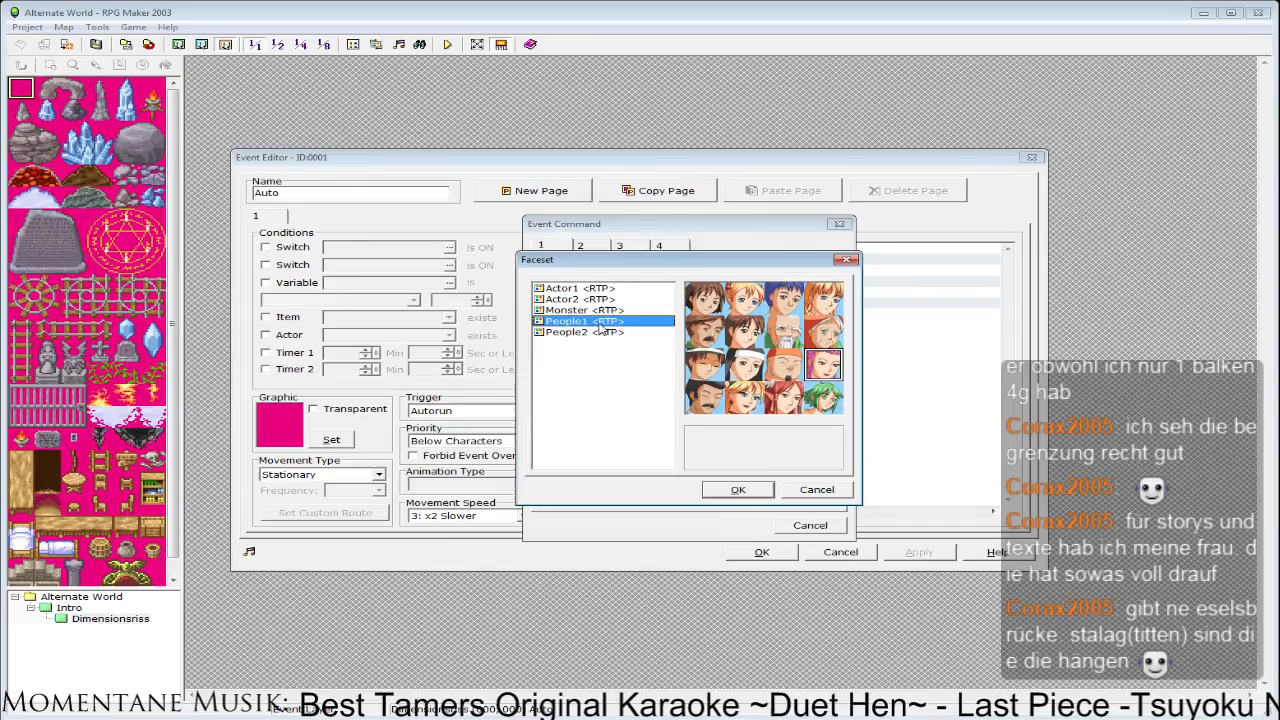 Alternate World - RPG Maker 2003
Project Map Tools Game Help
Event Editor - ID:0001
Name
Auto
New Page
Copy Page
Delete Page
1
Conditions
Switch ... is ON
Switch ... is ON
Variable ... is
Item exists
Actor exists
Timer 1 Min Sec or Le
Timer 2 Min Sec or Le
Graphic
Transparent
Set
Trigger
Autorun
Priority
Below Characters
Forbid Event Over
Movement Type
Stationary
Frequency:
Set Custom Route
Animation Type
Movement Speed
3: x2 Slower
Event Command
1 2 3 4
Faceset
Actor1 <RTP>
Actor2 <RTP>
Monster <RTP>
People1 <RTP>
People2 <RTP>
OK
Cancel
Cancel
OK
Cancel
Apply
Help
Alternate World
Intro
Dimensionsriss
er obwohl ich nur 1 balken
4g hab
Corax2005: ich seh die be
grenzung recht gut
Corax2005:
Corax2005: für storys und
texte hab ich meine frau. d
ie hat sowas voll drauf
Corax2005: gibt ne eselsb
rücke. stalag(titten) sind di
e die hängen
Momentane Musik: Best Tamers Original Karaoke ~Duet Hen~ - Last Piece -Tsuyoku N